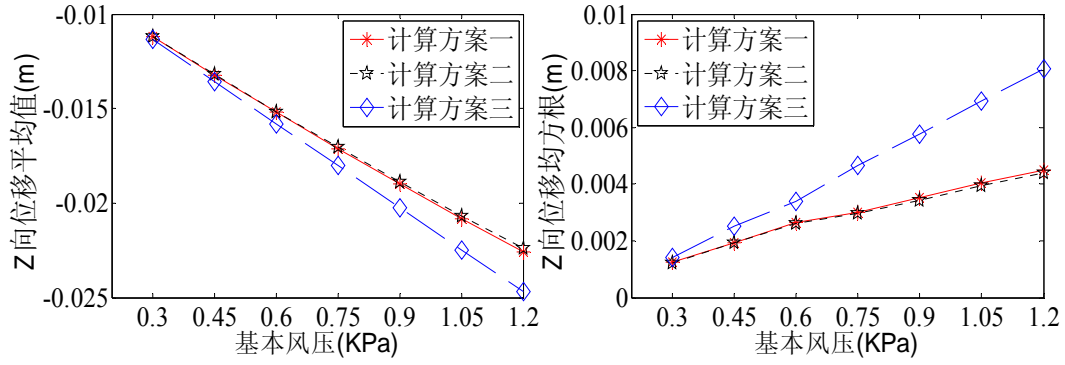 -0.01
-0.015
-0.02
-0.025
Z向位移平均值(m)
计算方案一
计算方案二
计算方案三
0.3 0.45 0.6 0.75 0.9 1.05 1.2
基本风压(KPa)
0.01
0.008
0.006
0.004
0.002
0
Z向位移均方根(m)
计算方案一
计算方案二
计算方案三
0.3 0.45 0.6 0.75 0.9 1.05 1.2
基本风压(KPa)